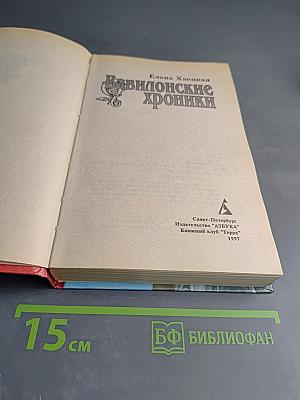 Елена Хаецкая
Вавилонские
хроники
Санкт-Петербург
Издательство "АЗБУКА"
Книжный клуб "Терра"
1997
15 см
БФ БИБЛИОФАН